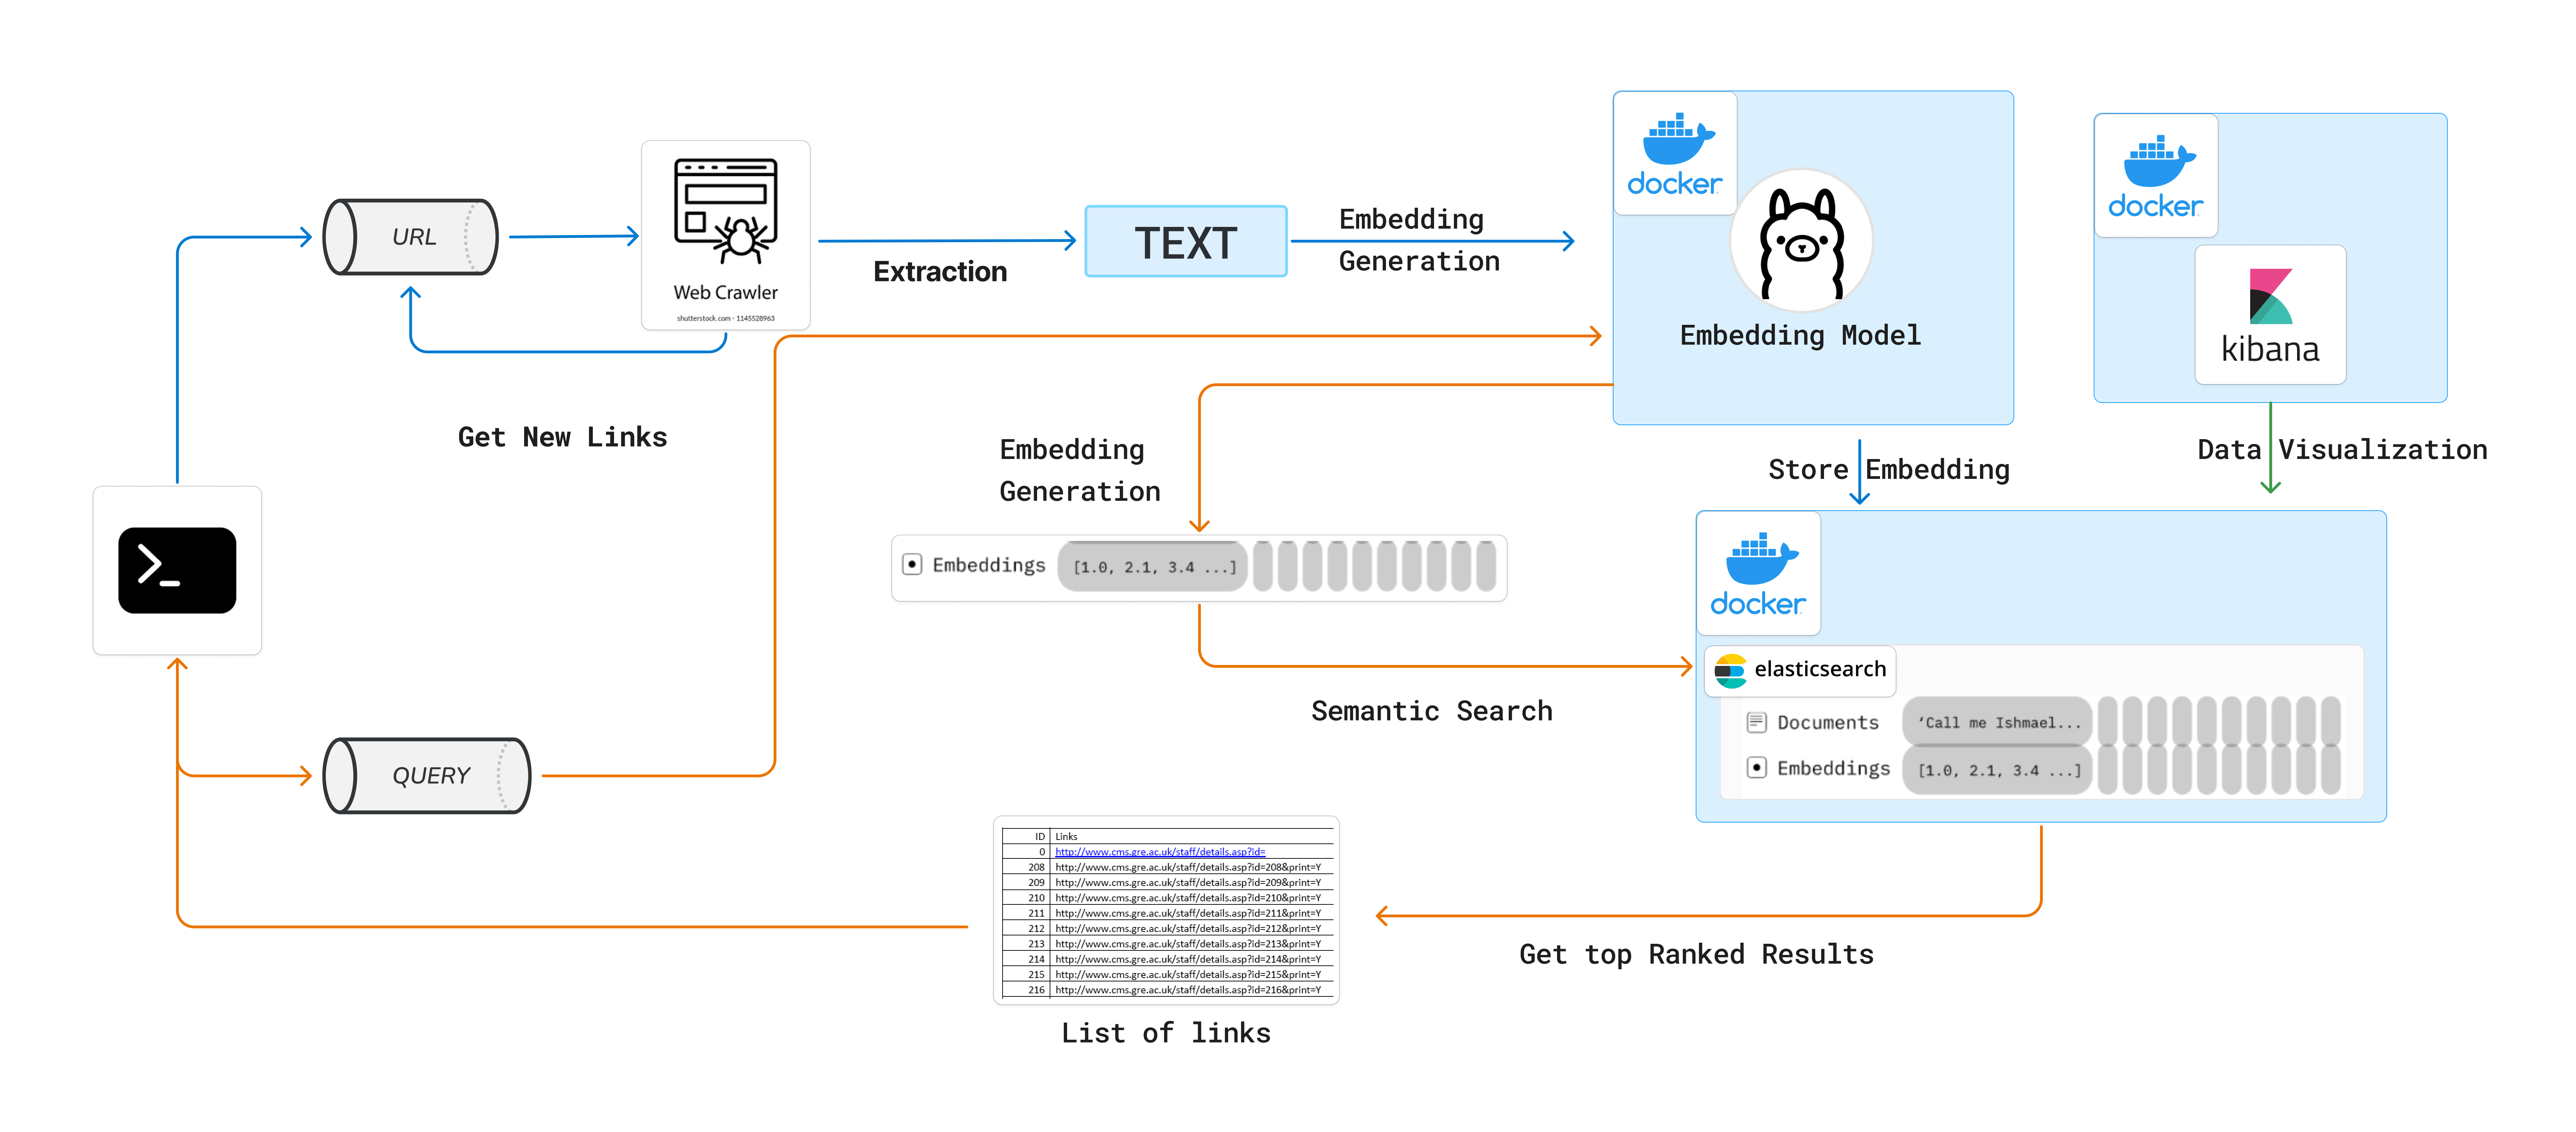 URL
Web Crawler
shutterstock.com · 1145528963
Extraction
TEXT
Embedding
Generation
docker
Embedding Model
docker
kibana
Get New Links
Embedding
Generation
Store Embedding
Data Visualization
>_
Embeddings [1.0, 2.1, 3.4 ...]
docker
elasticsearch
Semantic Search
Documents ‘Call me Ishmael...
Embeddings [1.0, 2.1, 3.4 ...]
QUERY
ID Links
0 http://www.cms.gre.ac.uk/staff/details.asp?id=
208 http://www.cms.gre.ac.uk/staff/details.asp?id=208&print=Y
209 http://www.cms.gre.ac.uk/staff/details.asp?id=209&print=Y
210 http://www.cms.gre.ac.uk/staff/details.asp?id=210&print=Y
211 http://www.cms.gre.ac.uk/staff/details.asp?id=211&print=Y
212 http://www.cms.gre.ac.uk/staff/details.asp?id=212&print=Y
213 http://www.cms.gre.ac.uk/staff/details.asp?id=213&print=Y
214 http://www.cms.gre.ac.uk/staff/details.asp?id=214&print=Y
215 http://www.cms.gre.ac.uk/staff/details.asp?id=215&print=Y
216 http://www.cms.gre.ac.uk/staff/details.asp?id=216&print=Y
Get top Ranked Results
List of links